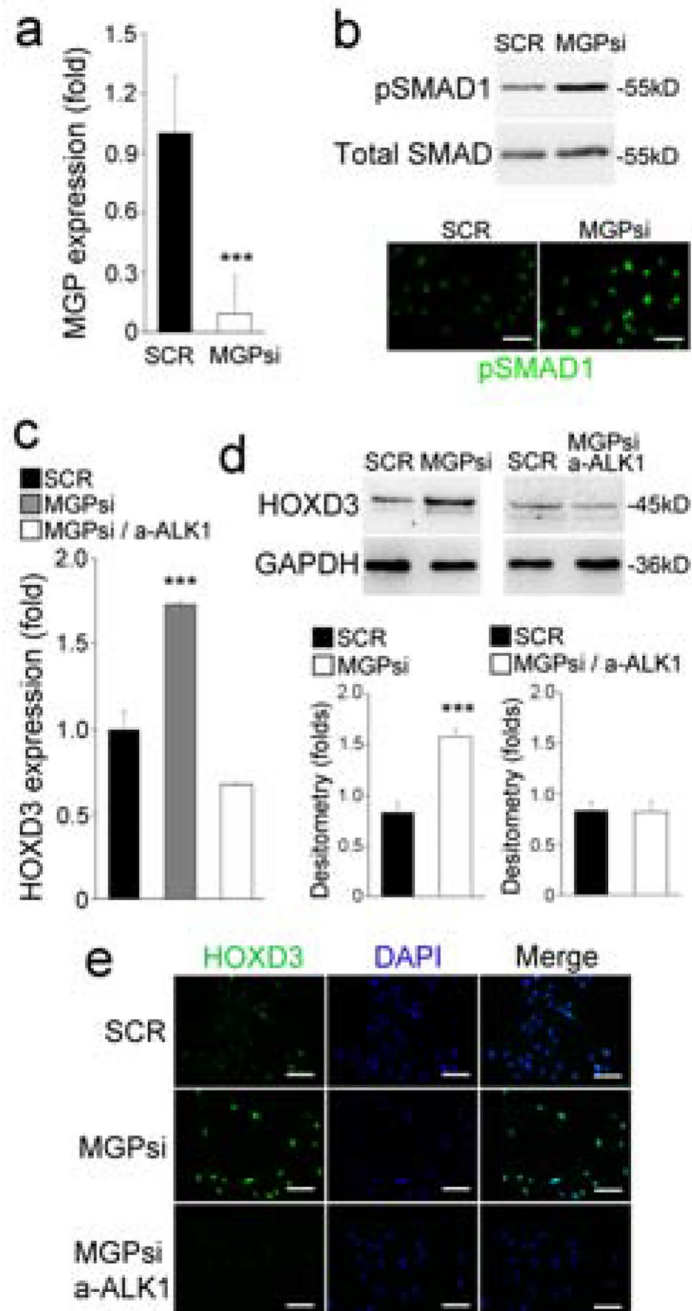 a
MGP expression (fold)
1.5
1.2
0.9
0.6
0.3
0
***
SCR MGPsi
b
SCR MGPsi
pSMAD1 -55kD
Total SMAD -55kD
SCR MGPsi
pSMAD1
c
SCR
MGPsi
MGPsi / a-ALK1
HOXD3 expression (fold)
2.0
1.5
1.0
0.5
0
***
d
SCR MGPsi SCR MGPsi a-ALK1
HOXD3 -45kD
GAPDH -36kD
SCR
MGPsi
Desitometry (folds)
2.0
1.5
1.0
0.5
0
***
SCR
MGPsi / a-ALK1
Desitometry (folds)
2.0
1.5
1.0
0.5
0
e
HOXD3 DAPI Merge
SCR
MGPsi
MGPsi
a-ALK1